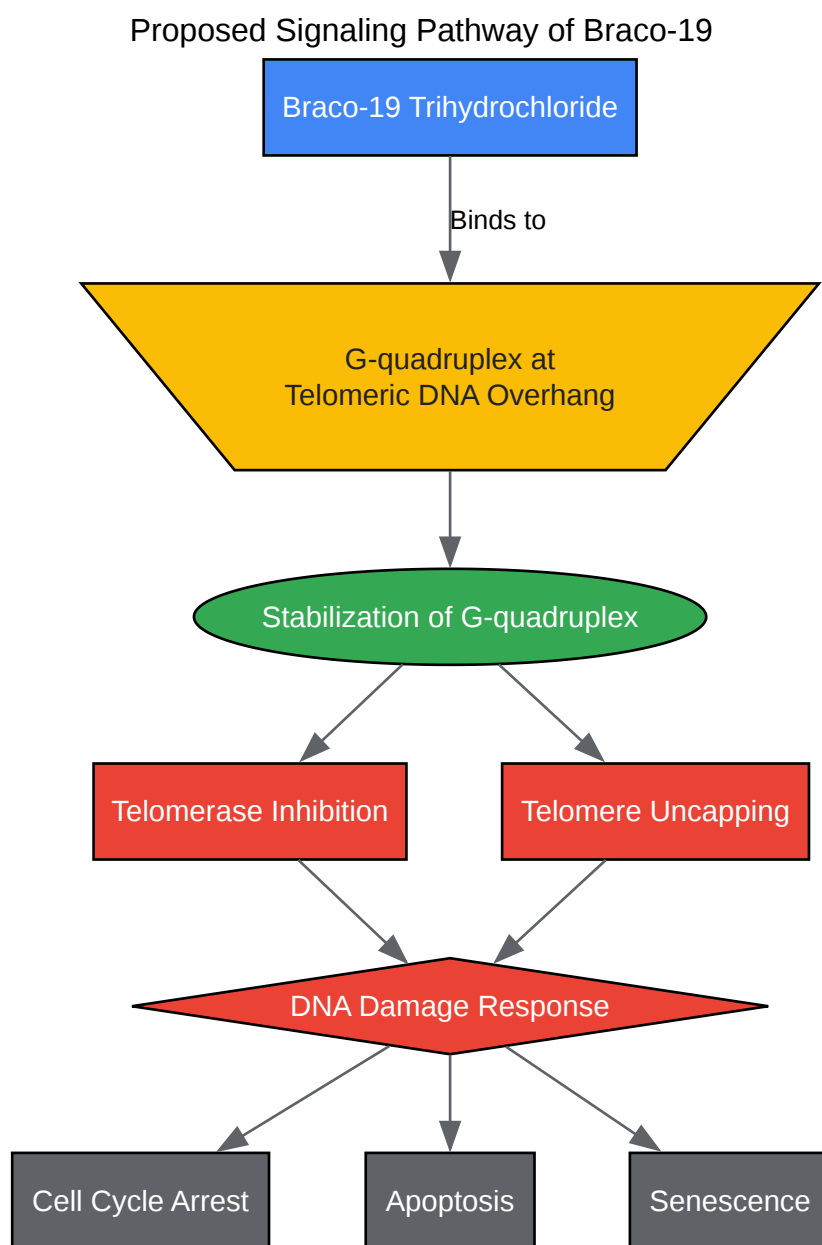 Proposed Signaling Pathway of Braco-19
Braco-19 Trihydrochloride
Binds to
G-quadruplex at
Telomeric DNA Overhang
Stabilization of G-quadruplex
Telomerase Inhibition
Telomere Uncapping
DNA Damage Response
Cell Cycle Arrest
Apoptosis
Senescence